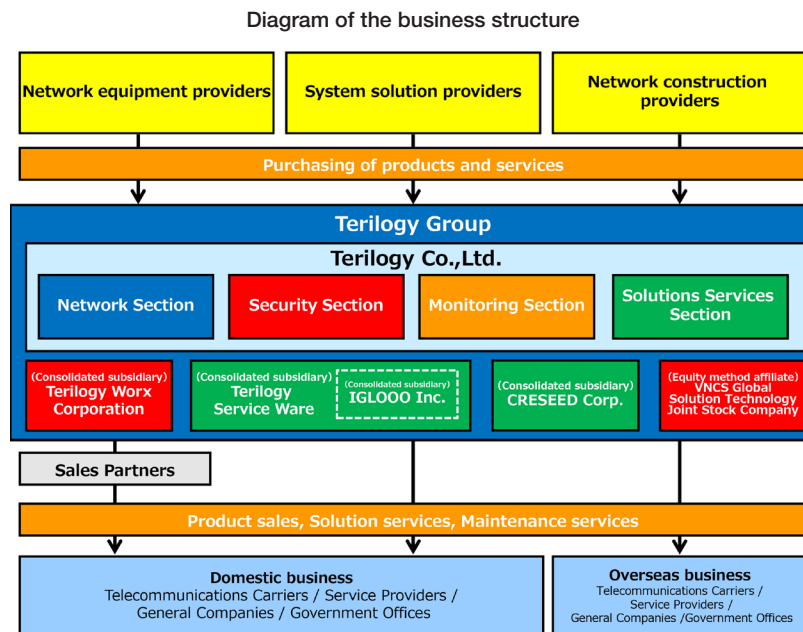 Diagram of the business structure
Network equipment providers
System solution providers
Network construction
providers
Purchasing of products and services
Terilogy Group
Terilogy Co.,Ltd.
Network Section
Security Section
Monitoring Section
Solutions Services
Section
(Consolidated subsidiary)
Terilogy Worx
Corporation
(Consolidated subsidiary)
Terilogy
Service Ware
(Consolidated subsidiary)
IGLOOO Inc.
(Consolidated subsidiary)
CRESEED Corp.
(Equity method affiliate)
VNCS Global
Solution Technology
Joint Stock Company
Sales Partners
Product sales, Solution services, Maintenance services
Domestic business
Telecommunications Carriers / Service Providers /
General Companies / Government Offices
Overseas business
Telecommunications Carriers /
Service Providers /
General Companies /Government Offices